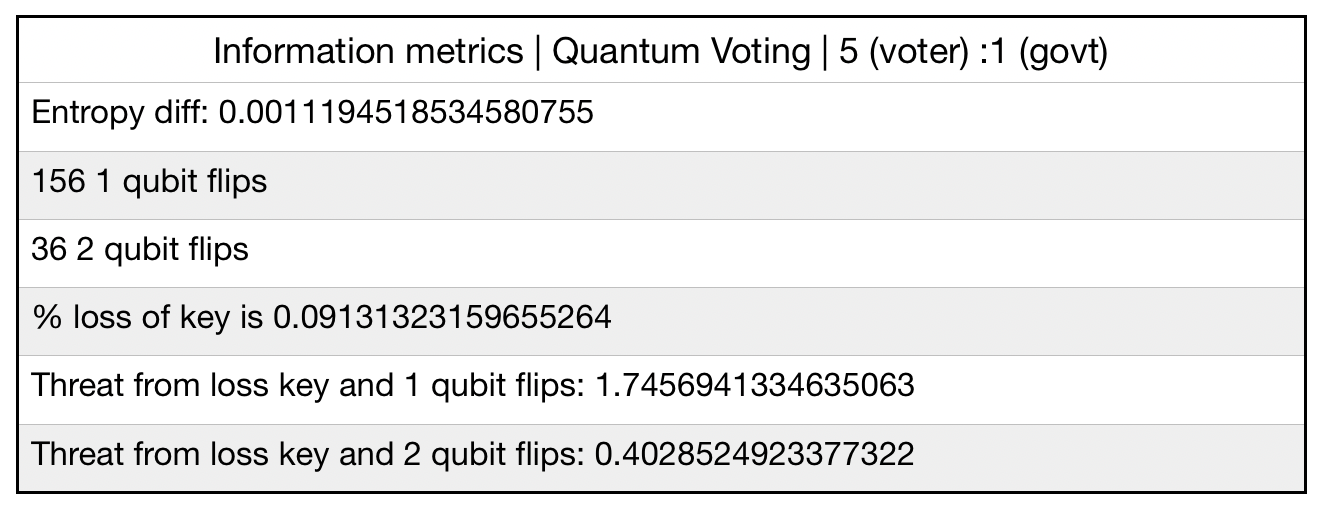 Information metrics | Quantum Voting | 5 (voter) :1 (govt)
Entropy diff: 0.0011194518534580755
156 1 qubit flips
36 2 qubit flips
% loss of key is 0.09131323159655264
Threat from loss key and 1 qubit flips: 1.7456941334635063
Threat from loss key and 2 qubit flips: 0.4028524923377322